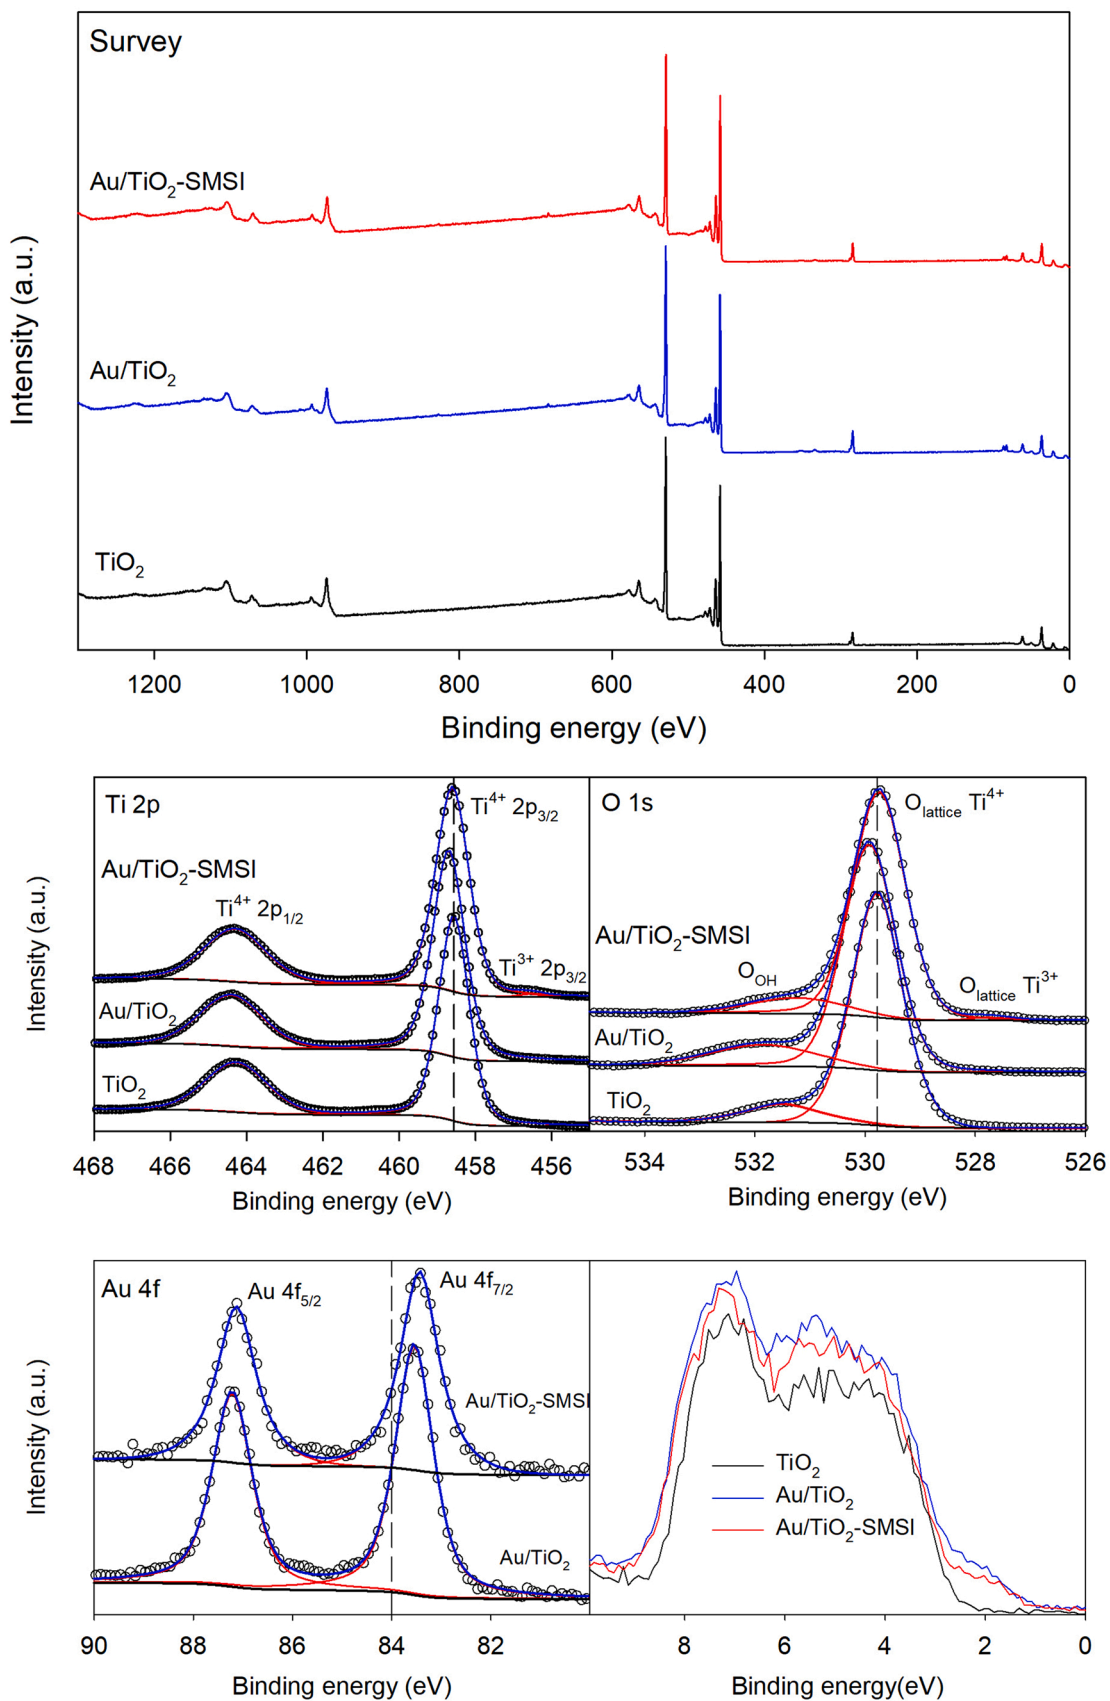 Survey
Au/TiO₂-SMSI
Au/TiO₂
TiO₂
Intensity (a.u.)
1200 1000 800 600 400 200 0
Binding energy (eV)
Ti 2p
Ti⁴⁺ 2p₃/₂
Au/TiO₂-SMSI
Ti⁴⁺ 2p₁/₂
Ti³⁺ 2p₃/₂
Au/TiO₂
TiO₂
Intensity (a.u.)
468 466 464 462 460 458 456
Binding energy (eV)
O 1s
O lattice Ti⁴⁺
Au/TiO₂-SMSI
O OH
O lattice Ti³⁺
Au/TiO₂
TiO₂
534 532 530 528 526
Binding energy (eV)
Au 4f
Au 4f₅/₂
Au 4f₇/₂
Au/TiO₂-SMSI
Au/TiO₂
Intensity (a.u.)
90 88 86 84 82
Binding energy (eV)
TiO₂
Au/TiO₂
Au/TiO₂-SMSI
8 6 4 2 0
Binding energy(eV)